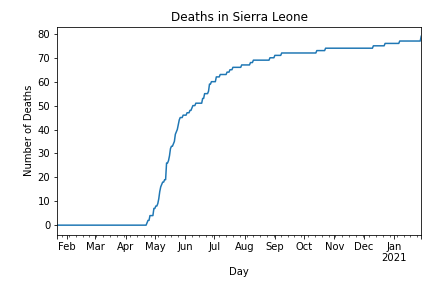 Deaths in Sierra Leone
Number of Deaths
80
70
60
50
40
30
20
10
0
Feb Mar Apr May Jun Jul Aug Sep Oct Nov Dec Jan
2021
Day